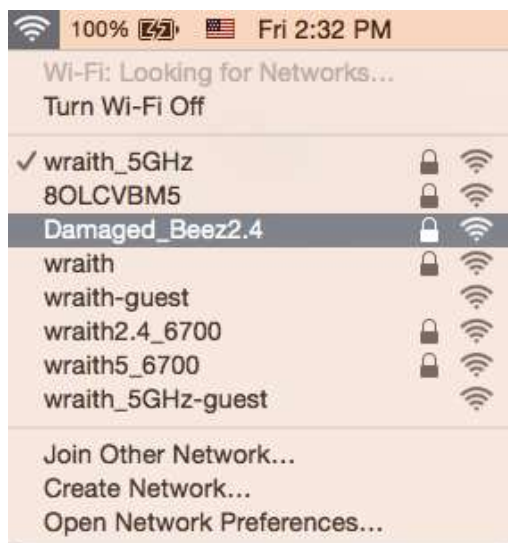 100% Fri 2:32 PM
Wi-Fi: Looking for Networks...
Turn Wi-Fi Off
✓ wraith_5GHz
8OLCVBM5
Damaged_Beez2.4
wraith
wraith-guest
wraith2.4_6700
wraith5_6700
wraith_5GHz-guest
Join Other Network...
Create Network...
Open Network Preferences...